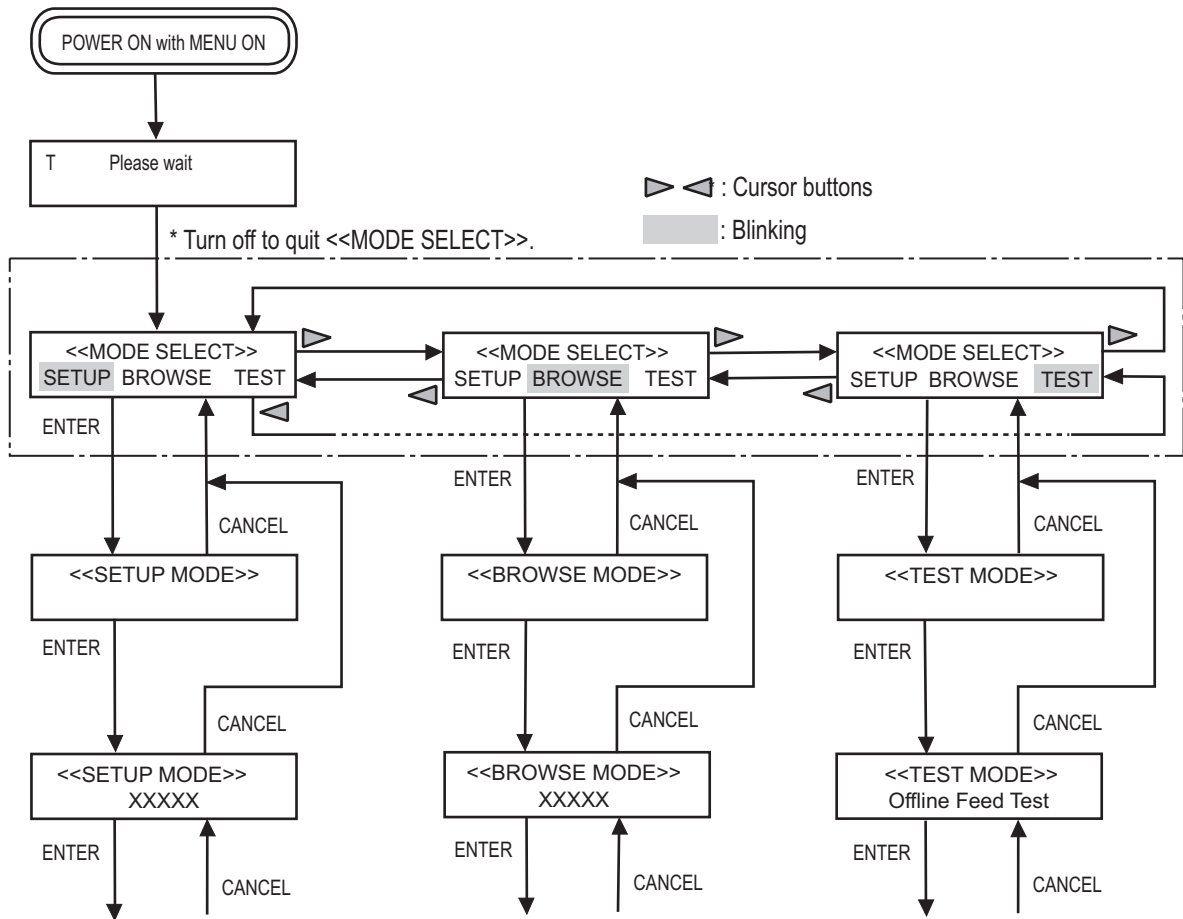 POWER ON with MENU ON
T Please wait
* : Cursor buttons
: Blinking
* Turn off to quit <<MODE SELECT>>.
<<MODE SELECT>>
SETUP BROWSE TEST
<<MODE SELECT>>
SETUP BROWSE TEST
<<MODE SELECT>>
SETUP BROWSE TEST
ENTER
ENTER
ENTER
CANCEL
CANCEL
CANCEL
<<SETUP MODE>>
<<BROWSE MODE>>
<<TEST MODE>>
ENTER
ENTER
ENTER
CANCEL
CANCEL
CANCEL
<<SETUP MODE>>
XXXXX
<<BROWSE MODE>>
XXXXX
<<TEST MODE>>
Offline Feed Test
ENTER
ENTER
ENTER
CANCEL
CANCEL
CANCEL